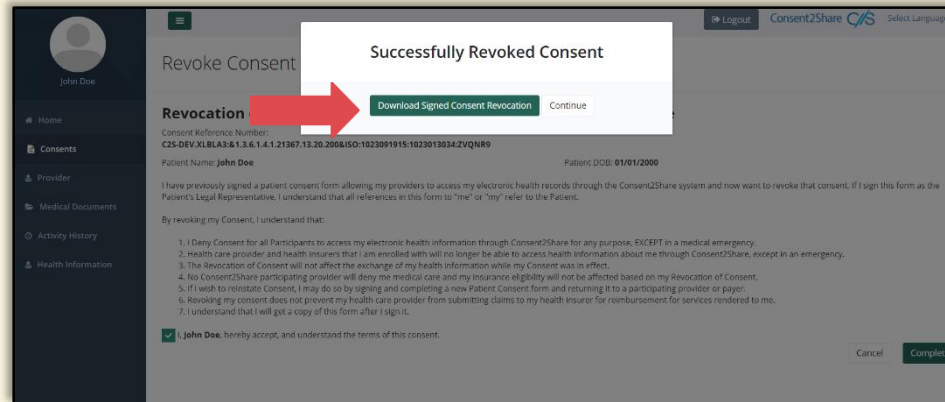 Logout
Consent2Share
Select Language
Successfully Revoked Consent
Download Signed Consent Revocation
Continue
John Doe
Home
Consents
Provider
Medical Documents
Activity History
Health Information
Revoke Consent
Revocation
Consent Reference Number:
C2S-DEV.XLBLA3:&1.3.6.1.4.1.21367.13.20.200&ISO:1023091915:1023013034:ZVQNR9
Patient Name: John Doe
Patient DOB: 01/01/2000
I have previously signed a patient consent form allowing my providers to access my electronic health records through the Consent2Share system and now want to revoke that consent. If I sign this form as the
Patient's Legal Representative, I understand that all references in this form to "me" or "my" refer to the Patient.
By revoking my Consent, I understand that:
1. I Deny Consent for all Participants to access my electronic health information through Consent2Share for any purpose, EXCEPT in a medical emergency.
2. Health care provider and health insurers that I am enrolled with will no longer be able to access health information about me through Consent2Share, except in an emergency.
3. The Revocation of Consent will not affect the exchange of my health information while my Consent was in effect.
4. No Consent2Share participating provider will deny me medical care and my insurance eligibility will not be affected based on my Revocation of Consent.
5. If I wish to reinstate Consent, I may do so by signing and completing a new Patient Consent form and returning it to a participating provider or payer.
6. Revoking my consent does not prevent my health care provider from submitting claims to my health insurer for reimbursement for services rendered to me.
7. I understand that I will get a copy of this form after I sign it.
I, John Doe, hereby accept, and understand the terms of this consent.
Cancel
Complet